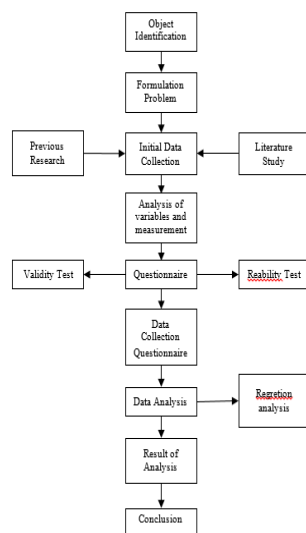 Object
Identification
Formulation
Problem
Previous
Research
Initial Data
Collection
Literature
Study
Analysis of
variables and
measurement
Validity Test
Questionnaire
Reability Test
Data
Collection
Questionnaire
Data Analysis
Regretion
analysis
Result of
Analysis
Conclusion